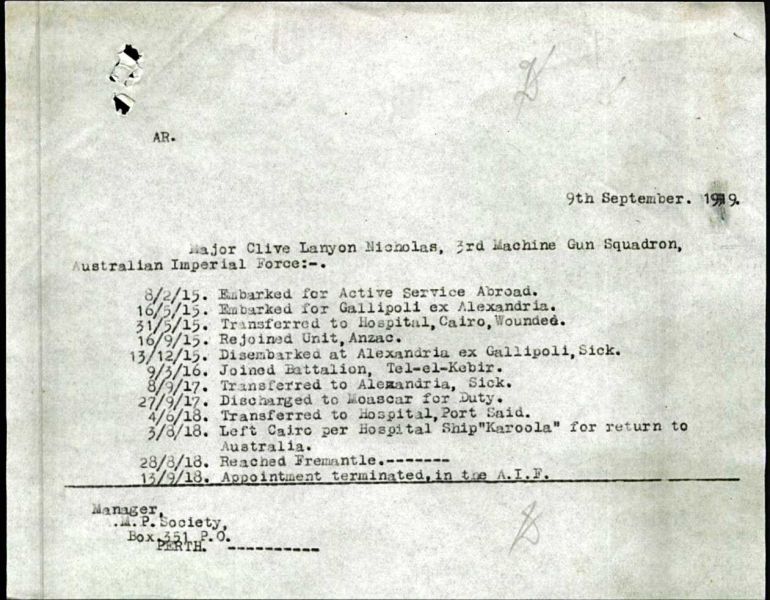 AR.
9th September. 1919.
Major Clive Lanyon Nicholas, 3rd Machine Gun Squadron,
Australian Imperial Force:-.
8/2/15. Embarked for Active Service Abroad.
16/5/15. Embarked for Gallipoli ex Alexandria.
31/5/15. Transferred to Hospital,Cairo,Wounded.
16/9/15. Rejoined Unit,Anzac.
13/12/15. Disembarked at Alexandria ex Gallipoli,Sick.
9/3/16. Joined Battalion, Tel-el-Kebir.
8/9/17. Transferred to Alexandria, Sick.
27/9/17. Discharged to Moascar for Duty.
4/6/18. Transferred to Hospital,Port Said.
3/8/18. Left Cairo per Hospital Ship"Karoola" for return to
Australia.
28/8/18. Reached Fremantle.-------
13/9/18. Appointment terminated,in the A.I.F.
Manager,
.M.P.Society,
Box.351 P.O.
PERTH. -----------